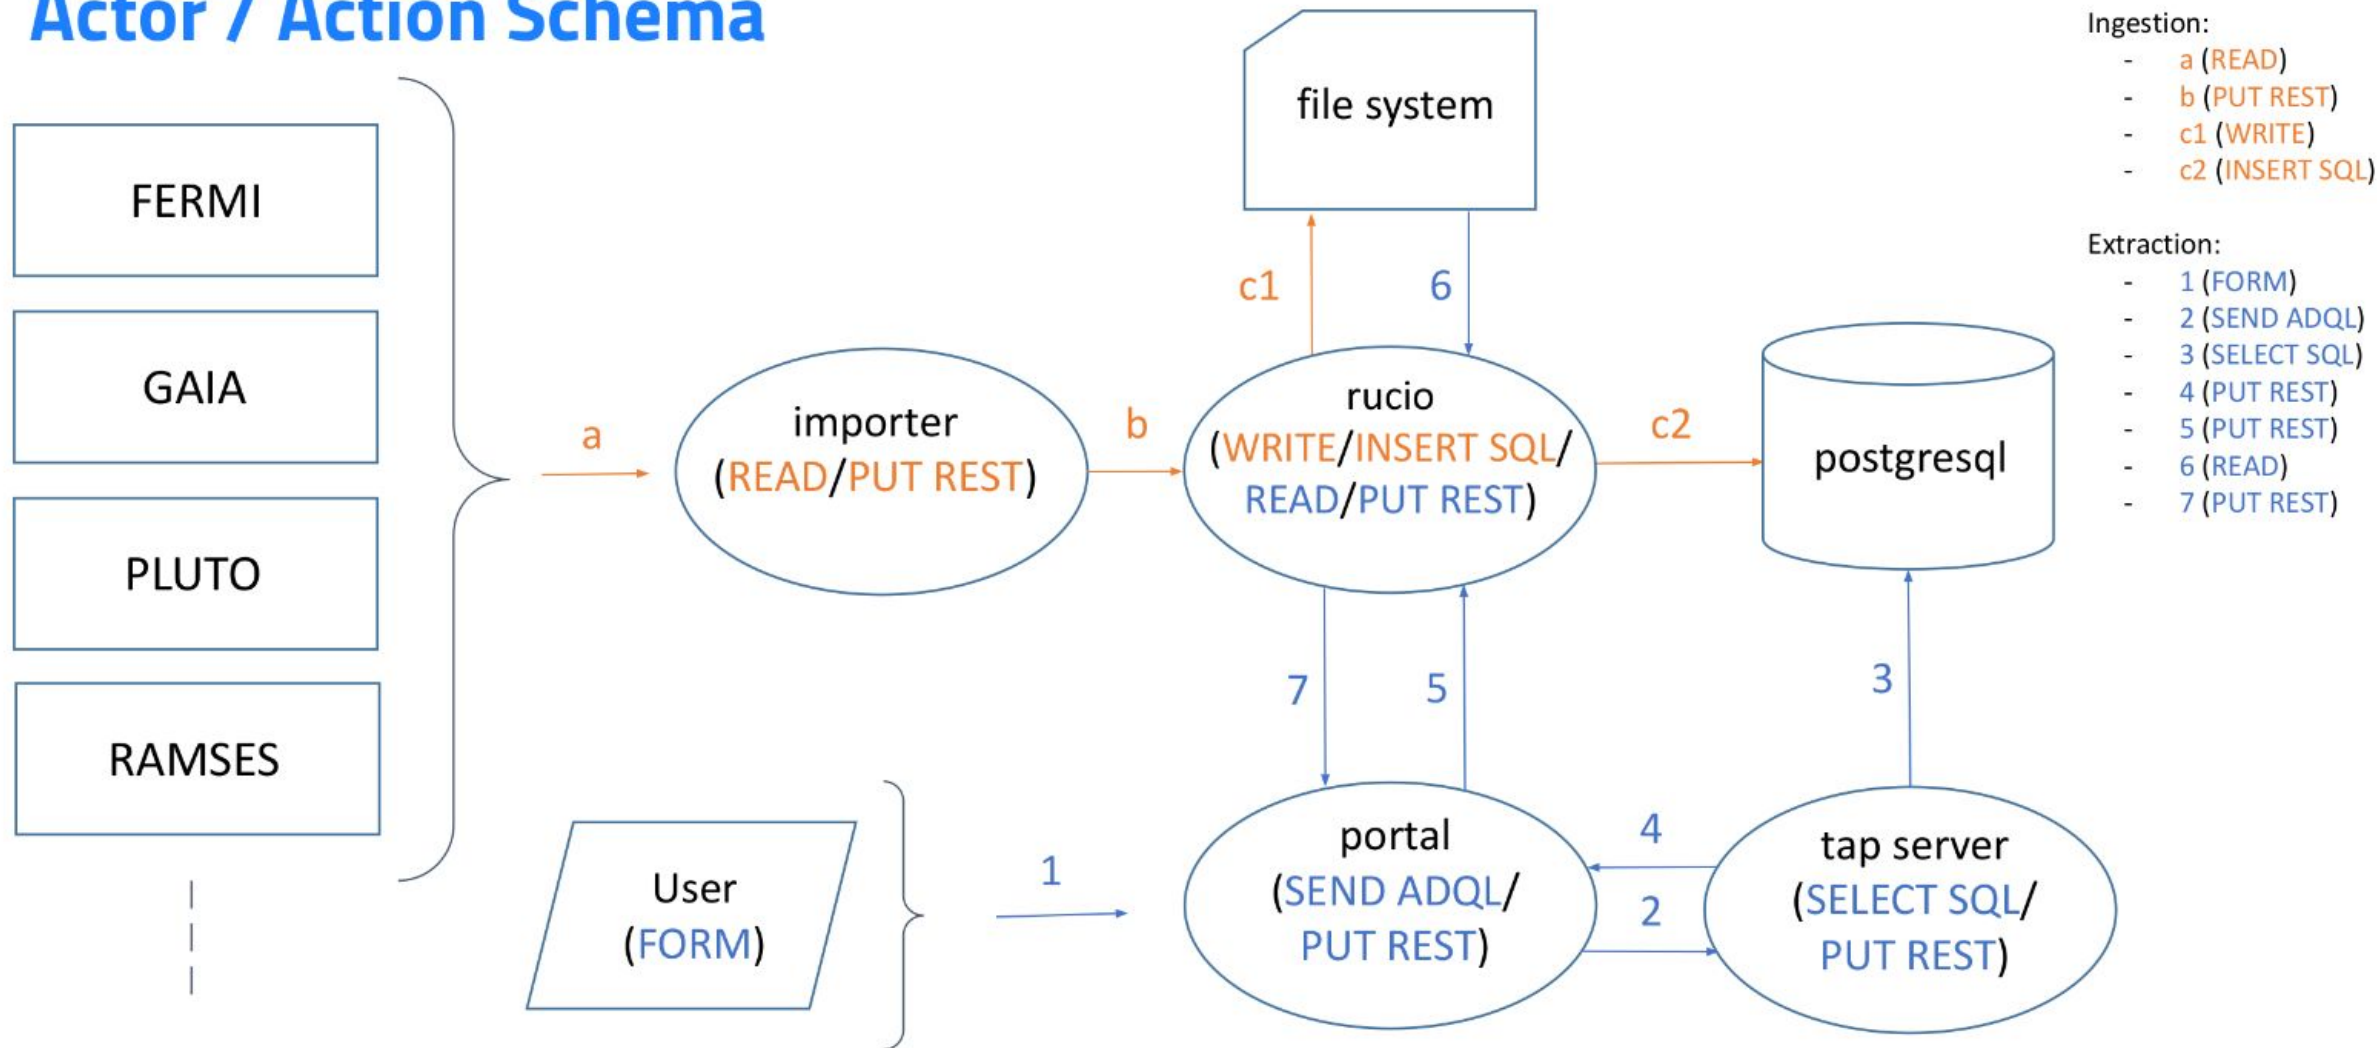 Actor / Action Schema
FERMI
GAIA
PLUTO
RAMSES
a
importer
(READ/PUT REST)
b
file system
c1
6
rucio
(WRITE/INSERT SQL/
READ/PUT REST)
c2
postgresql
7
5
3
User
(FORM)
1
portal
(SEND ADQL/
PUT REST)
4
2
tap server
(SELECT SQL/
PUT REST)
Ingestion:
- a (READ)
- b (PUT REST)
- c1 (WRITE)
- c2 (INSERT SQL)
Extraction:
- 1 (FORM)
- 2 (SEND ADQL)
- 3 (SELECT SQL)
- 4 (PUT REST)
- 5 (PUT REST)
- 6 (READ)
- 7 (PUT REST)